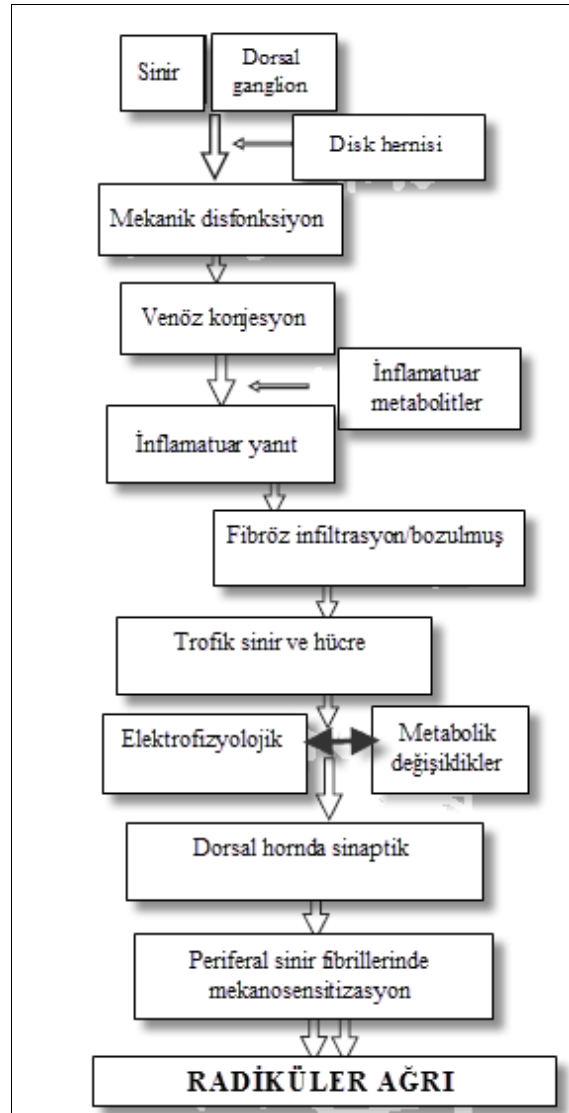 Sinir
Dorsal
ganglion
Disk hernisi
Mekanik disfonksiyon
Venöz konjesyon
İnflamatuar
metabolitler
İnflamatuar yanıt
Fibröz infiltrasyon/bozulmuş
Trofik sinir ve hücre
Elektrofizyolojik
Metabolik
değişiklikler
Dorsal hornda sinaptik
Periferal sinir fibrillerinde
mekanosensitizasyon
RADİKÜLER AĞRI